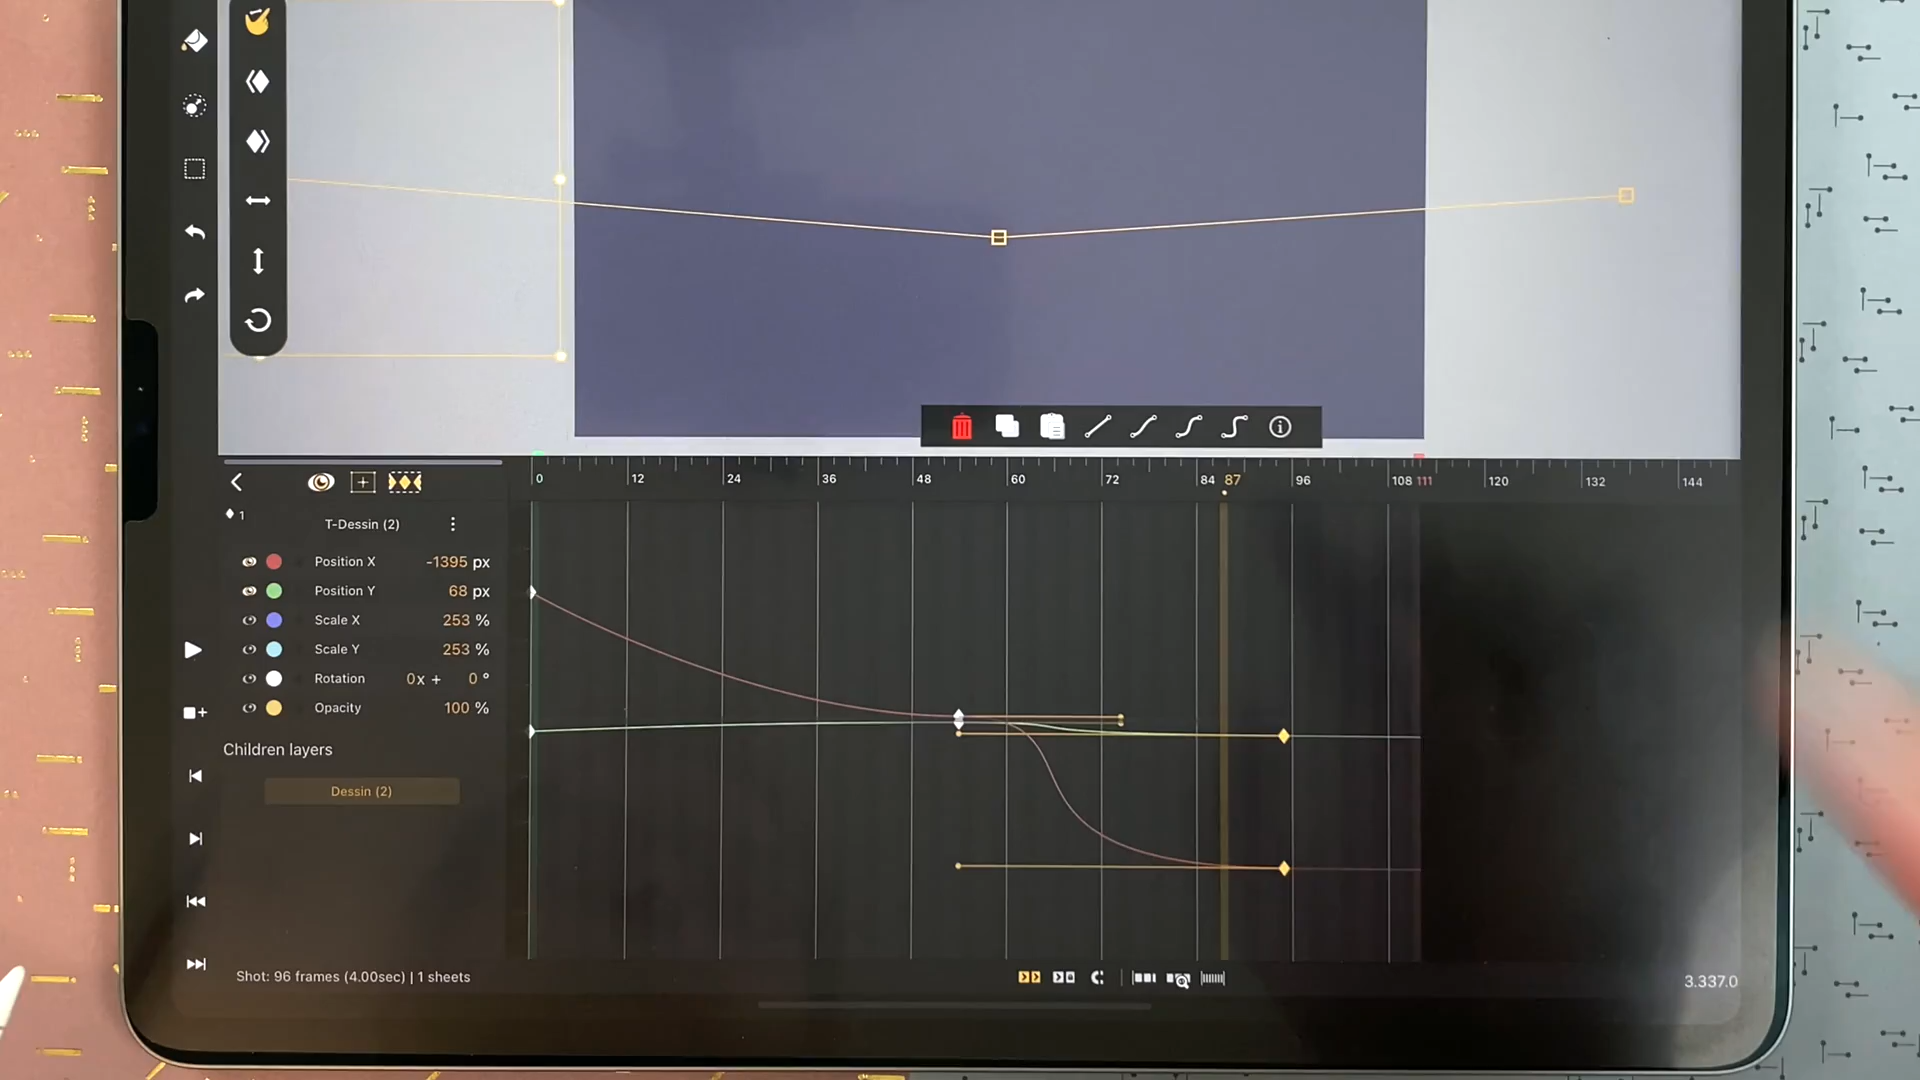 0 12 24 36 48 60 72 84 87 96 108 111 120 132 144
1
T-Dessin (2)
Position X -1395 px
Position Y 68 px
Scale X 253 %
Scale Y 253 %
Rotation 0x + 0 °
Opacity 100 %
Children layers
Dessin (2)
Shot: 96 frames (4.00sec) | 1 sheets
3.337.0